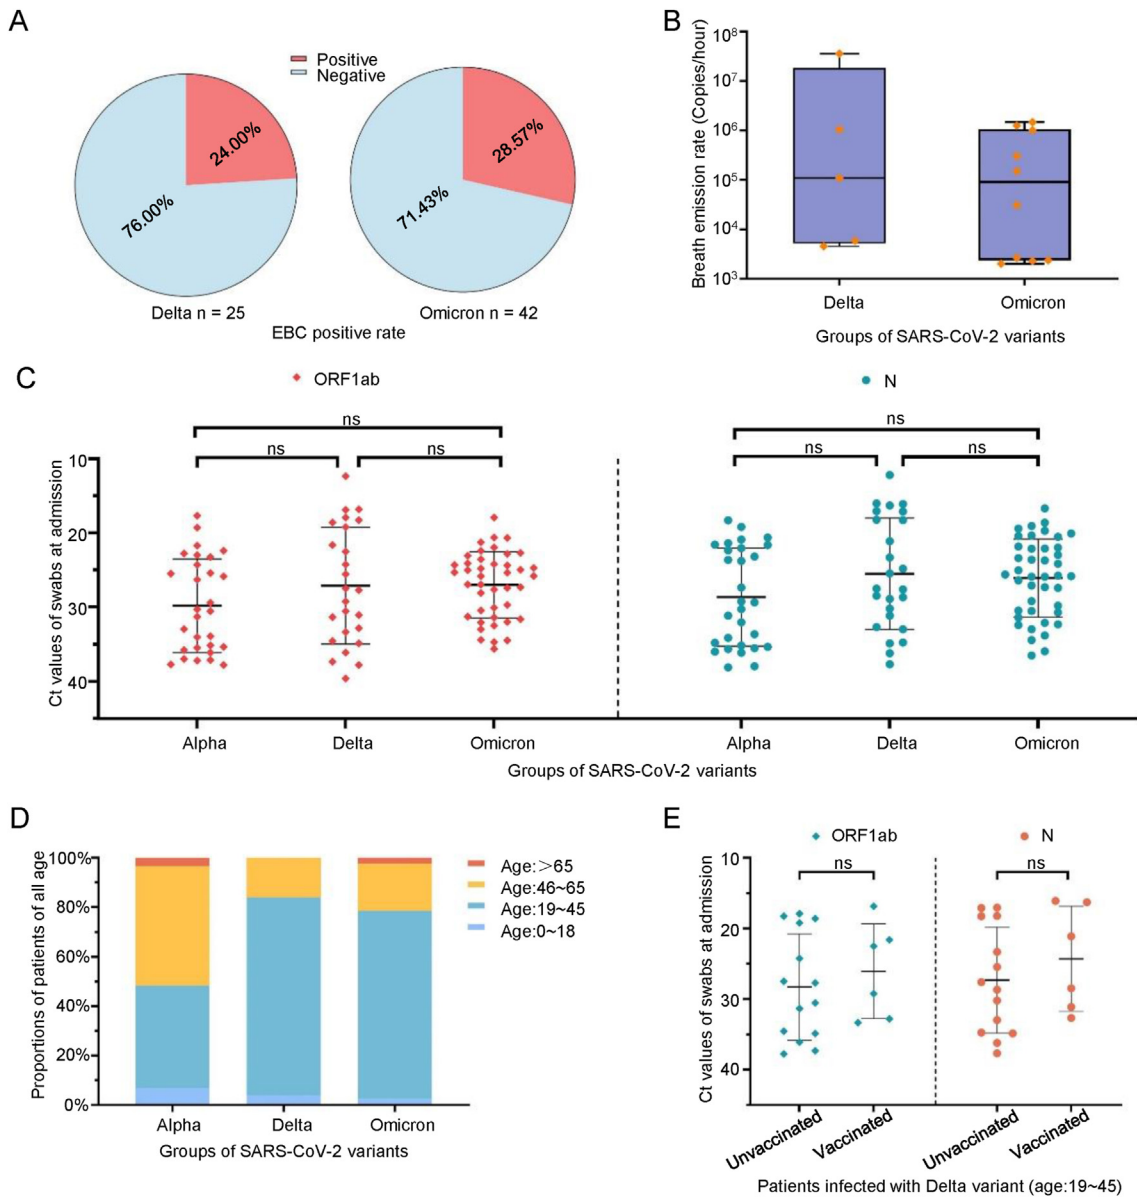 A
Positive
Negative
24.00%
76.00%
28.57%
71.43%
Delta n = 25
Omicron n = 42
EBC positive rate
B
Breath emission rate (Copies/hour)
10⁸
10⁷
10⁶
10⁵
10⁴
10³
Delta
Omicron
Groups of SARS-CoV-2 variants
C
ORF1ab
N
ns
ns
ns
ns
ns
ns
Ct values of swabs at admission
10
20
30
40
Alpha
Delta
Omicron
Alpha
Delta
Omicron
Groups of SARS-CoV-2 variants
D
Proportions of patients of all age
100%
80%
60%
40%
20%
0%
Age:>65
Age:46~65
Age:19~45
Age:0~18
Alpha
Delta
Omicron
Groups of SARS-CoV-2 variants
E
ORF1ab
N
ns
ns
Ct values of swabs at admission
10
20
30
40
Unvaccinated
Vaccinated
Unvaccinated
Vaccinated
Patients infected with Delta variant (age:19~45)